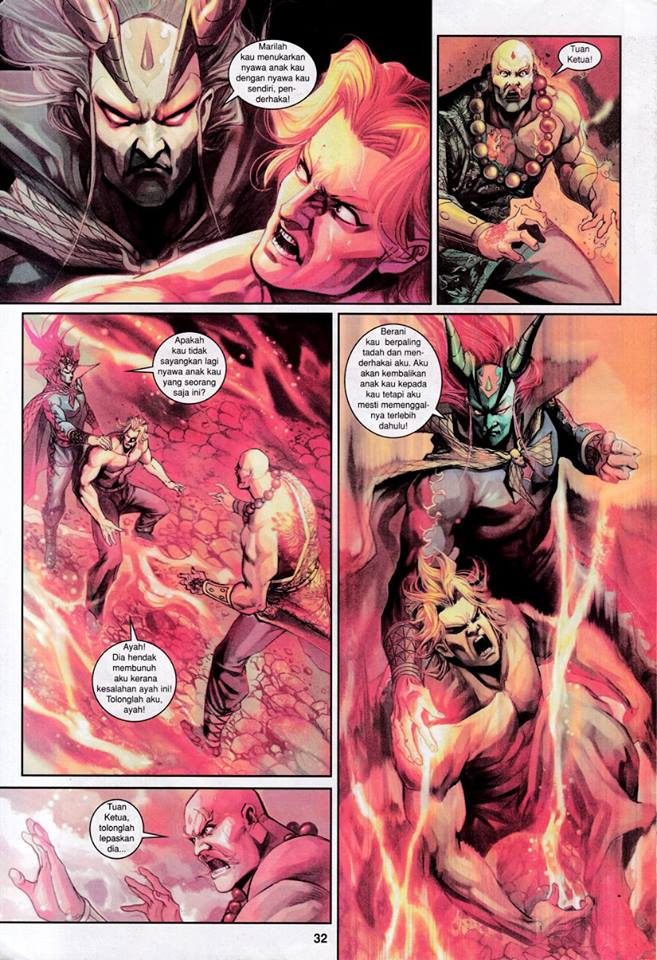 Marilah
kau menukarkan
nyawa anak kau
dengan nyawa kau
sendiri, pen-
derhaka!
Tuan
Ketua!
Apakah
kau tidak
sayangkan lagi
nyawa anak kau
yang seorang
saja ini?
Ayah!
Dia hendak
membunuh
aku kerana
kesalahan ayah ini!
Tolonglah aku,
ayah!
Tuan
Ketua,
tolonglah
lepaskan
dia...
Berani
kau berpaling
tadah dan men-
derhakai aku. Aku
akan kembalikan
anak kau kepada
kau tetapi aku
mesti memenggal-
nya terlebih
dahulu!
32